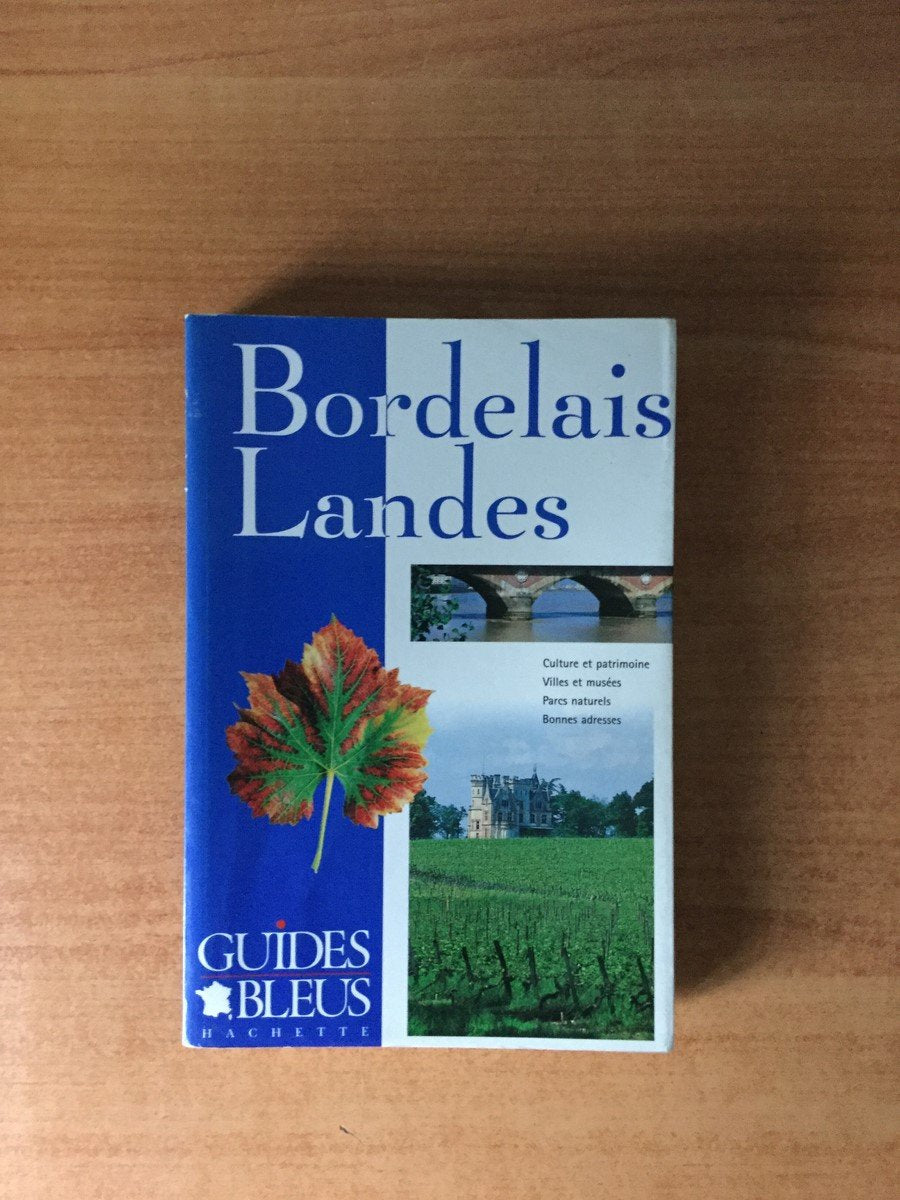 Bordelais
Landes
Culture et patrimoine
Villes et musées
Parcs naturels
Bonnes adresses
GUIDES
BLEUS
HACHETTE